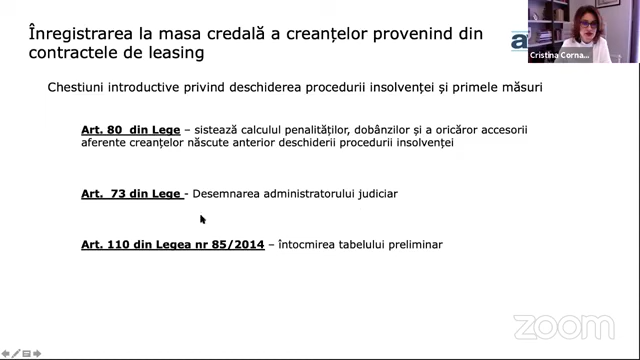 Înregistrarea la masa credală a creanțelor provenind din
contractele de leasing
Cristina Corna...
Chestiuni introductive privind deschiderea procedurii insolvenței și primele măsuri
Art. 80 din Lege – sistează calculul penalităților, dobânzilor și a oricăror accesorii
aferente creanțelor născute anterior deschiderii procedurii insolvenței
Art. 73 din Lege - Desemnarea administratorului judiciar
Art. 110 din Legea nr 85/2014 – întocmirea tabelului preliminar
zoom